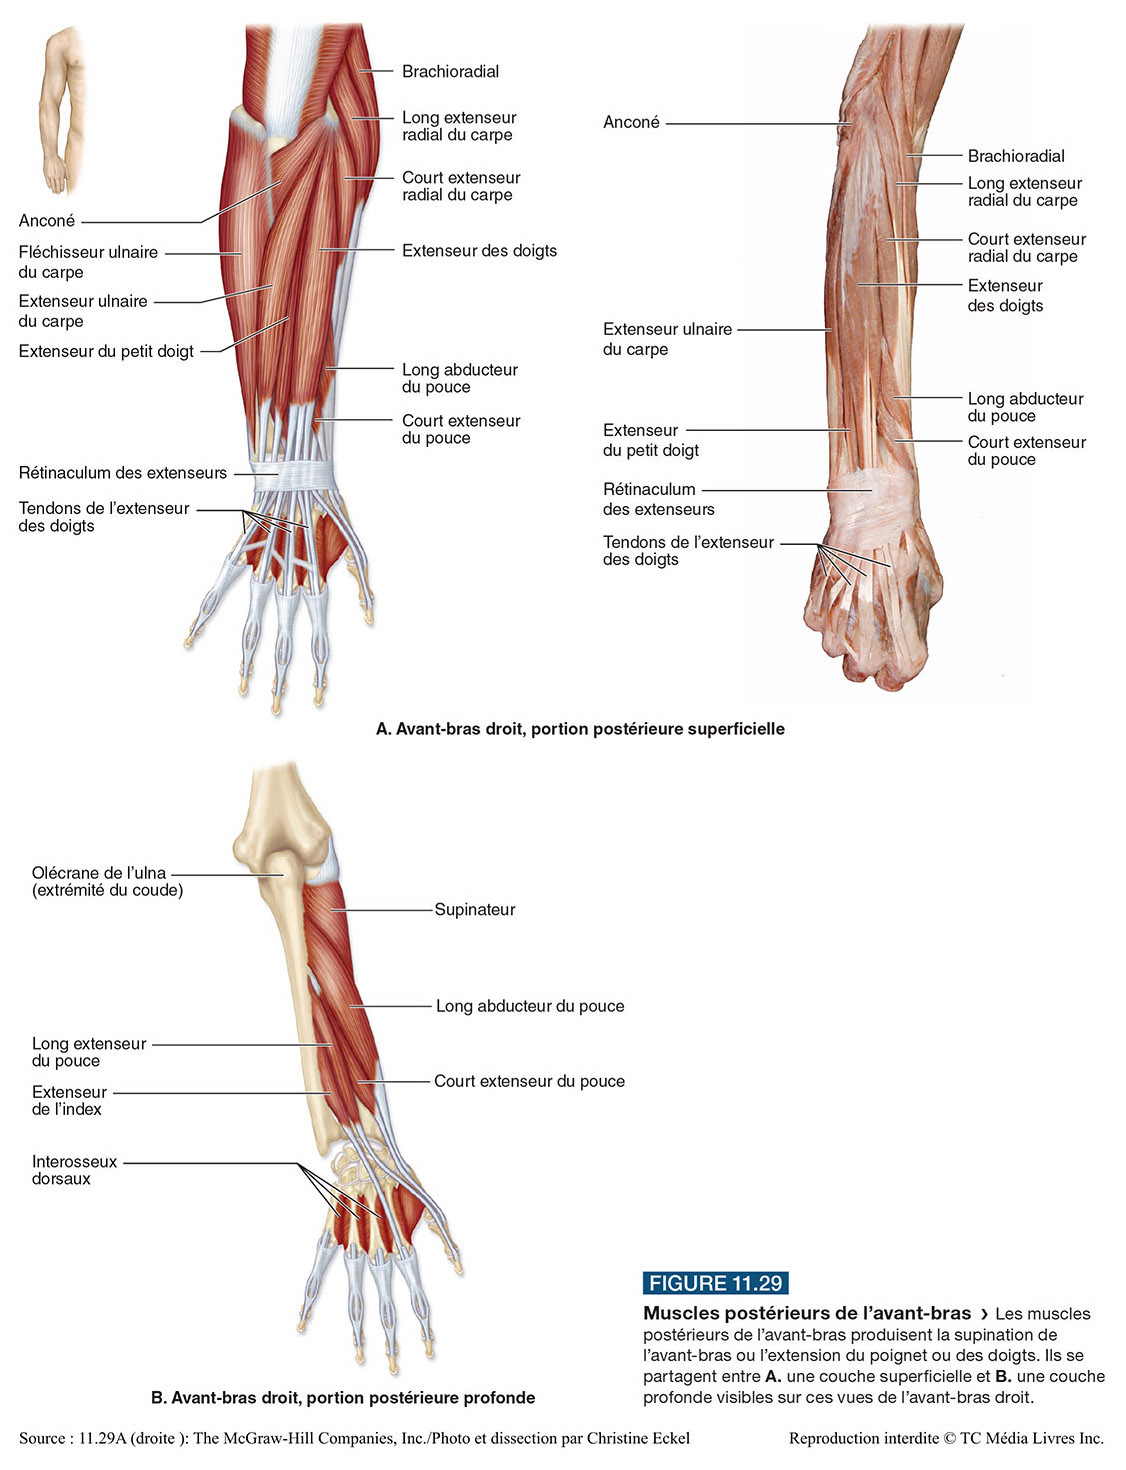 Brachioradial
Long extenseur
radial du carpe
Court extenseur
radial du carpe
Anconé
Fléchisseur ulnaire
du carpe
Extenseur des doigts
Extenseur ulnaire
du carpe
Extenseur du petit doigt
Long abducteur
du pouce
Court extenseur
du pouce
Rétinaculum des extenseurs
Tendons de l’extenseur
des doigts
Anconé
Brachioradial
Long extenseur
radial du carpe
Court extenseur
radial du carpe
Extenseur
des doigts
Extenseur ulnaire
du carpe
Long abducteur
du pouce
Extenseur
du petit doigt
Court extenseur
du pouce
Rétinaculum
des extenseurs
Tendons de l’extenseur
des doigts
A. Avant-bras droit, portion postérieure superficielle
Olécrane de l’ulna
(extrémité du coude)
Supinateur
Long abducteur du pouce
Long extenseur
du pouce
Court extenseur du pouce
Extenseur
de l’index
Interosseux
dorsaux
B. Avant-bras droit, portion postérieure profonde
FIGURE 11.29
Muscles postérieurs de l’avant-bras › Les muscles
postérieurs de l’avant-bras produisent la supination de
l’avant-bras ou l’extension du poignet ou des doigts. Ils se
partagent entre A. une couche superficielle et B. une couche
profonde visibles sur ces vues de l’avant-bras droit.
Source : 11.29A (droite ): The McGraw-Hill Companies, Inc./Photo et dissection par Christine Eckel
Reproduction interdite © TC Média Livres Inc.